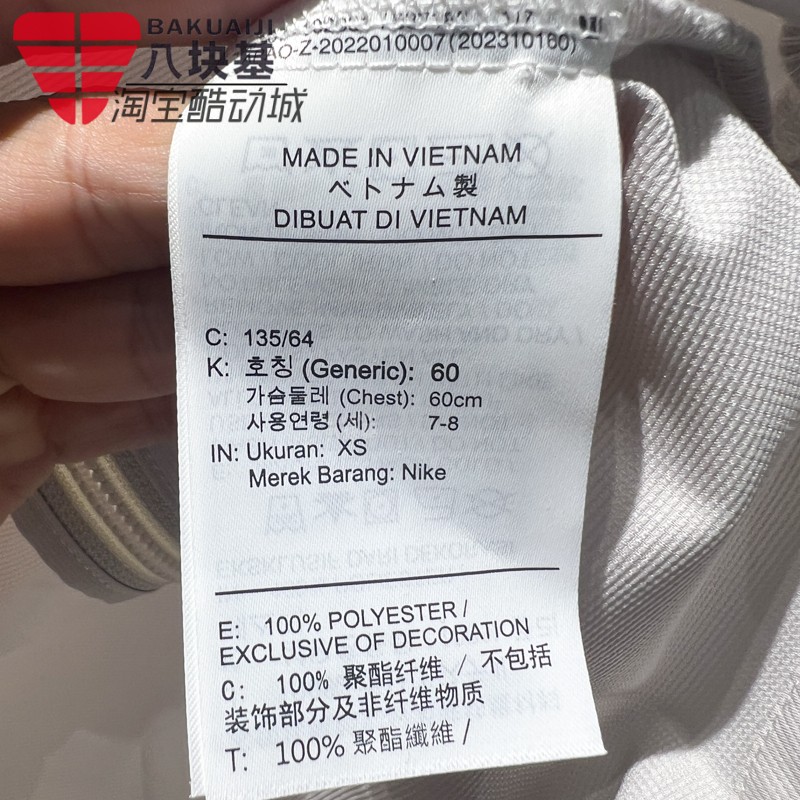 BAKUAIJI
八块基
淘宝酷动城
AO-Z-2022010007(202310160)
MADE IN VIETNAM
ベトナム製
DIBUAT DI VIETNAM
C: 135/64
K: 호칭 (Generic): 60
가슴둘레 (Chest): 60cm
사용연령 (세): 7-8
IN: Ukuran: XS
Merek Barang: Nike
E: 100% POLYESTER /
EXCLUSIVE OF DECORATION
C: 100% 聚酯纤维 / 不包括
装饰部分及非纤维物质
T: 100% 聚酯纖維 /